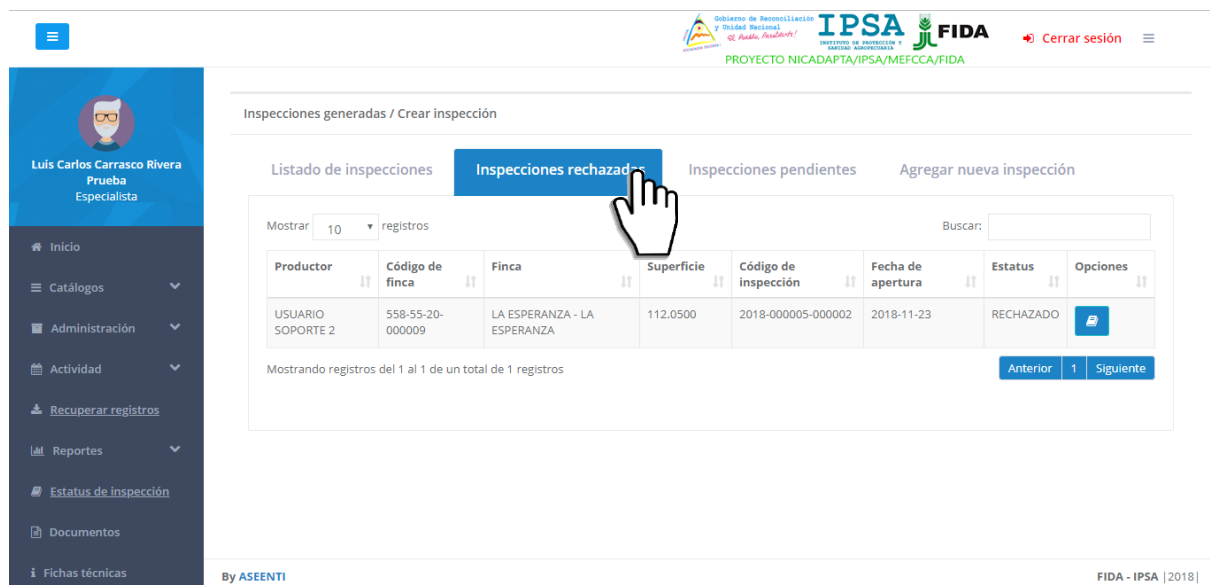 Gobierno de Reconciliación
y Unidad Nacional
El Pueblo, Presidente!
IPSA
INSTITUTO DE PROTECCIÓN Y
SANIDAD AGROPECUARIA
FIDA
PROYECTO NICADAPTA/IPSA/MEFCCA/FIDA
Cerrar sesión
Luis Carlos Carrasco Rivera
Prueba
Especialista
Inicio
Catálogos
Administración
Actividad
Recuperar registros
Reportes
Estatus de inspección
Documentos
Fichas técnicas
Inspecciones generadas / Crear inspección
Listado de inspecciones Inspecciones rechazadas Inspecciones pendientes Agregar nueva inspección
Mostrar 10 registros Buscar:
Productor Código de finca Finca Superficie Código de inspección Fecha de apertura Estatus Opciones
USUARIO SOPORTE 2 558-55-20-000009 LA ESPERANZA - LA ESPERANZA 112.0500 2018-000005-000002 2018-11-23 RECHAZADO
Mostrando registros del 1 al 1 de un total de 1 registros Anterior 1 Siguiente
By ASEENTI FIDA - IPSA |2018|